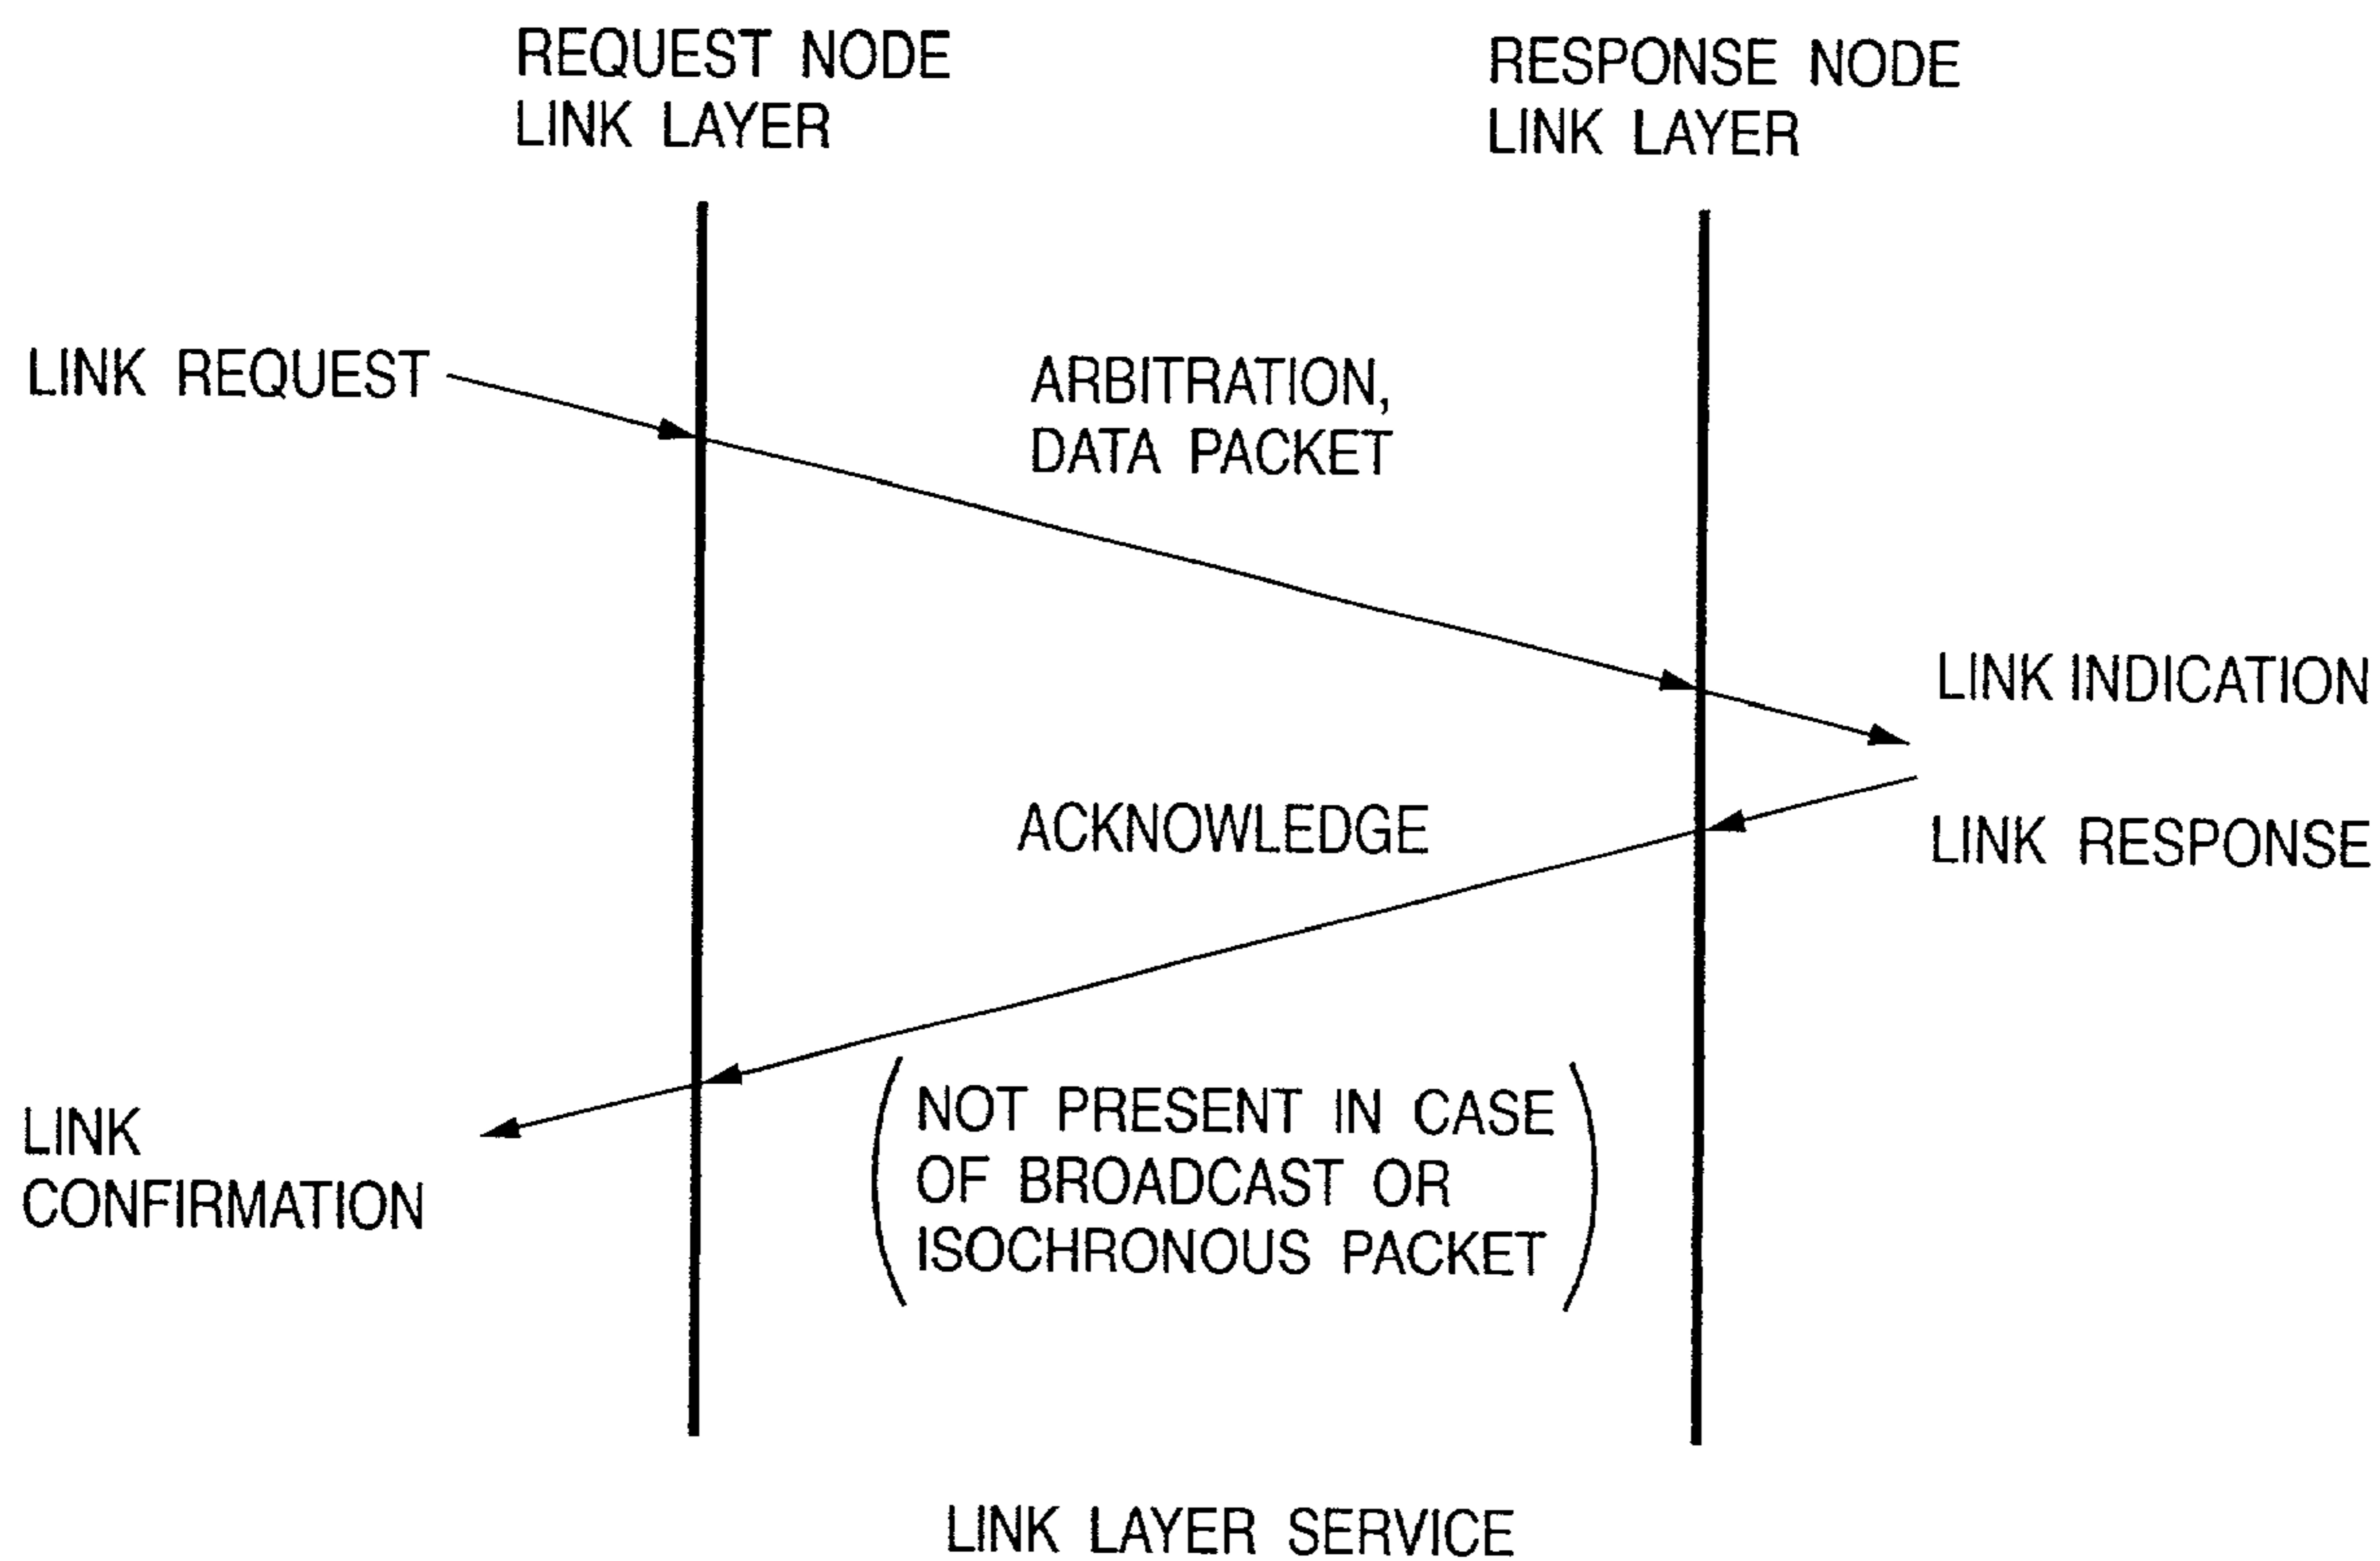 REQUEST NODE
LINK LAYER
RESPONSE NODE
LINK LAYER
LINK REQUEST
ARBITRATION,
DATA PACKET
LINK INDICATION
ACKNOWLEDGE
LINK RESPONSE
LINK
CONFIRMATION
(NOT PRESENT IN CASE
OF BROADCAST OR
ISOCHRONOUS PACKET)
LINK LAYER SERVICE